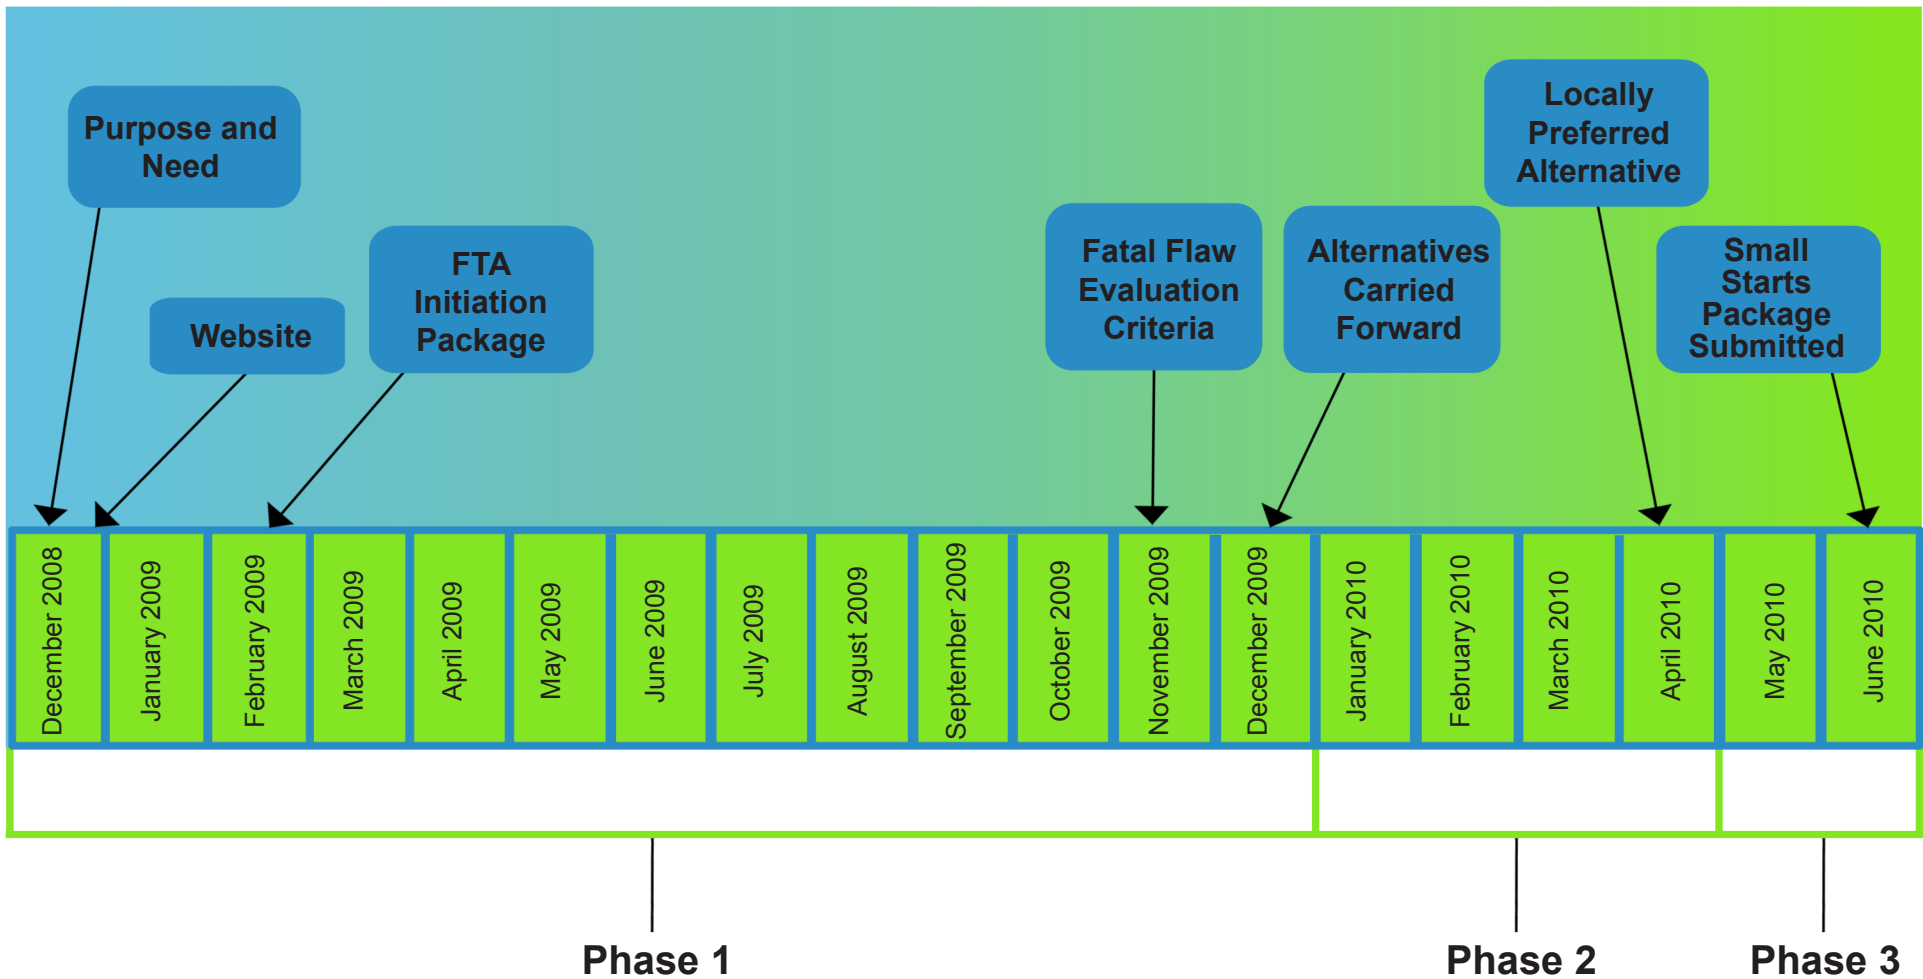 Purpose and
Need
Website
FTA
Initiation
Package
Fatal Flaw
Evaluation
Criteria
Alternatives
Carried
Forward
Locally
Preferred
Alternative
Small
Starts
Package
Submitted
December 2008
January 2009
February 2009
March 2009
April 2009
May 2009
June 2009
July 2009
August 2009
September 2009
October 2009
November 2009
December 2009
January 2010
February 2010
March 2010
April 2010
May 2010
June 2010
Phase 1
Phase 2
Phase 3